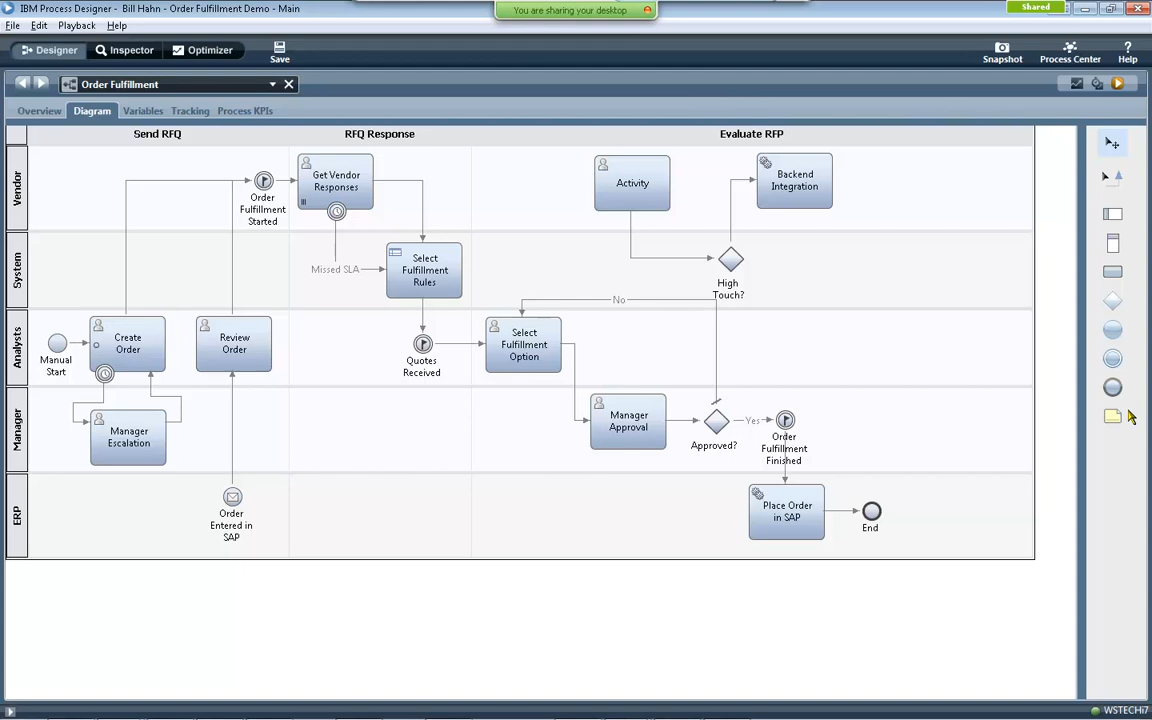 IBM Process Designer - Bill Hahn - Order Fulfillment Demo - Main
You are sharing your desktop
Shared
File Edit Playback Help
Designer Inspector Optimizer
Save
Snapshot Process Center Help
Order Fulfillment
Overview Diagram Variables Tracking Process KPIs
Send RFQ RFQ Response Evaluate RFP
Vendor
Order
Fulfillment
Started
Get Vendor
Responses
Activity
Backend
Integration
System
Missed SLA
Select
Fulfillment
Rules
High
Touch?
No
Analysts
Manual
Start
Create
Order
Review
Order
Quotes
Received
Select
Fulfillment
Option
Manager
Manager
Escalation
Manager
Approval
Approved?
Yes
Order
Fulfillment
Finished
ERP
Order
Entered in
SAP
Place Order
in SAP
End
WSTECHi7